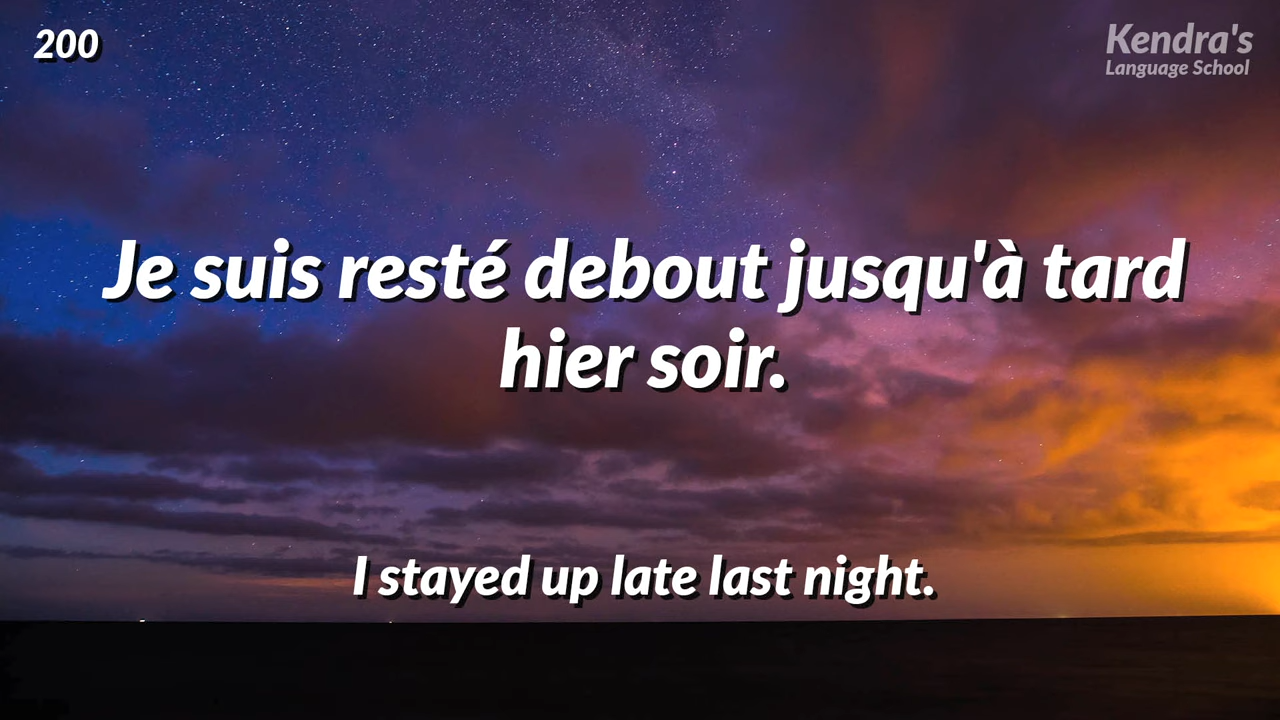 200
Kendra's
Language School
Je suis resté debout jusqu'à tard
hier soir.
I stayed up late last night.